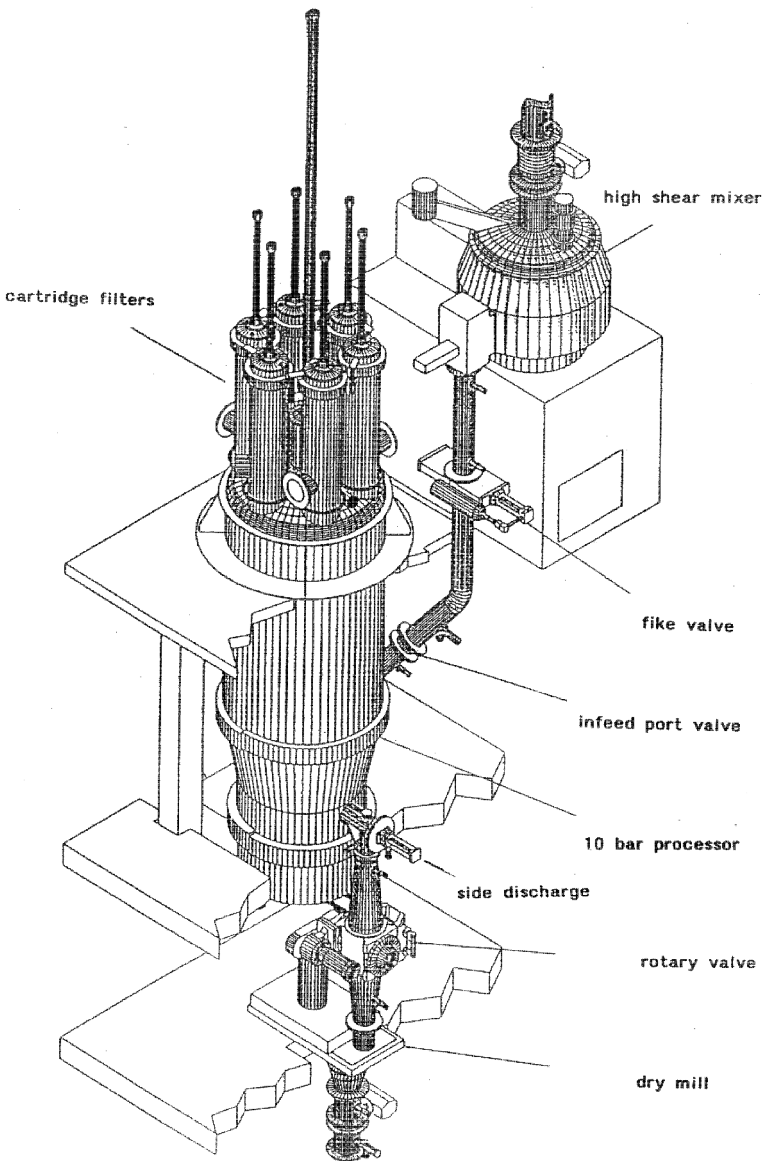 high shear mixer
cartridge filters
fike valve
infeed port valve
10 bar processor
side discharge
rotary valve
dry mill